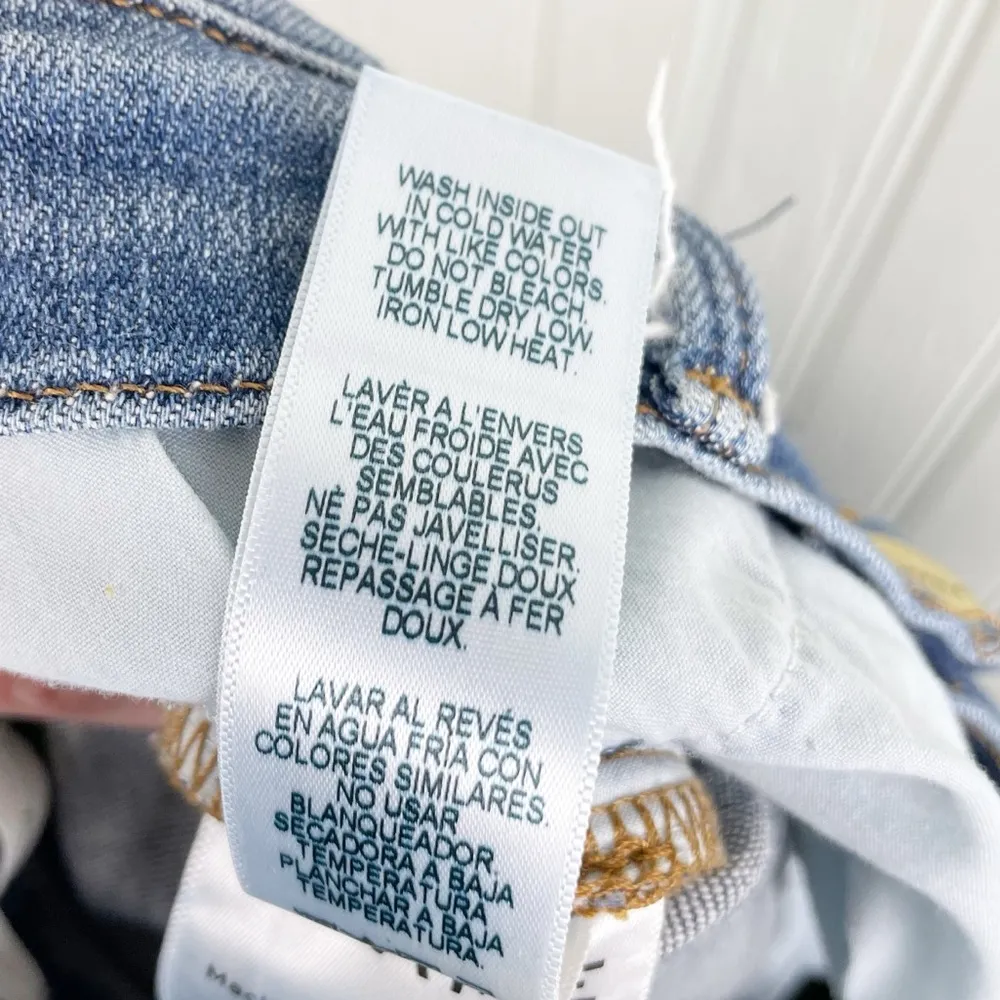 WASH INSIDE OUT
IN COLD WATER
WITH LIKE COLORS.
DO NOT BLEACH.
TUMBLE DRY LOW.
IRON LOW HEAT.
LAVÈR A L'ENVERS
L'EAU FROIDE AVEC
DES COULERUS
SEMBLABLES.
NÈ PAS JAVELLISER.
SECHE-LINGE DOUX
REPASSAGE A FER
DOUX.
LAVAR AL REVÉS
EN AGUA FRIA CON
COLORES SIMILARES.
NO USAR
BLANQUEADOR.
SECADORA A BAJA
TEMPERATURA
PLANCHAR A BAJA
TEMPERATURA.